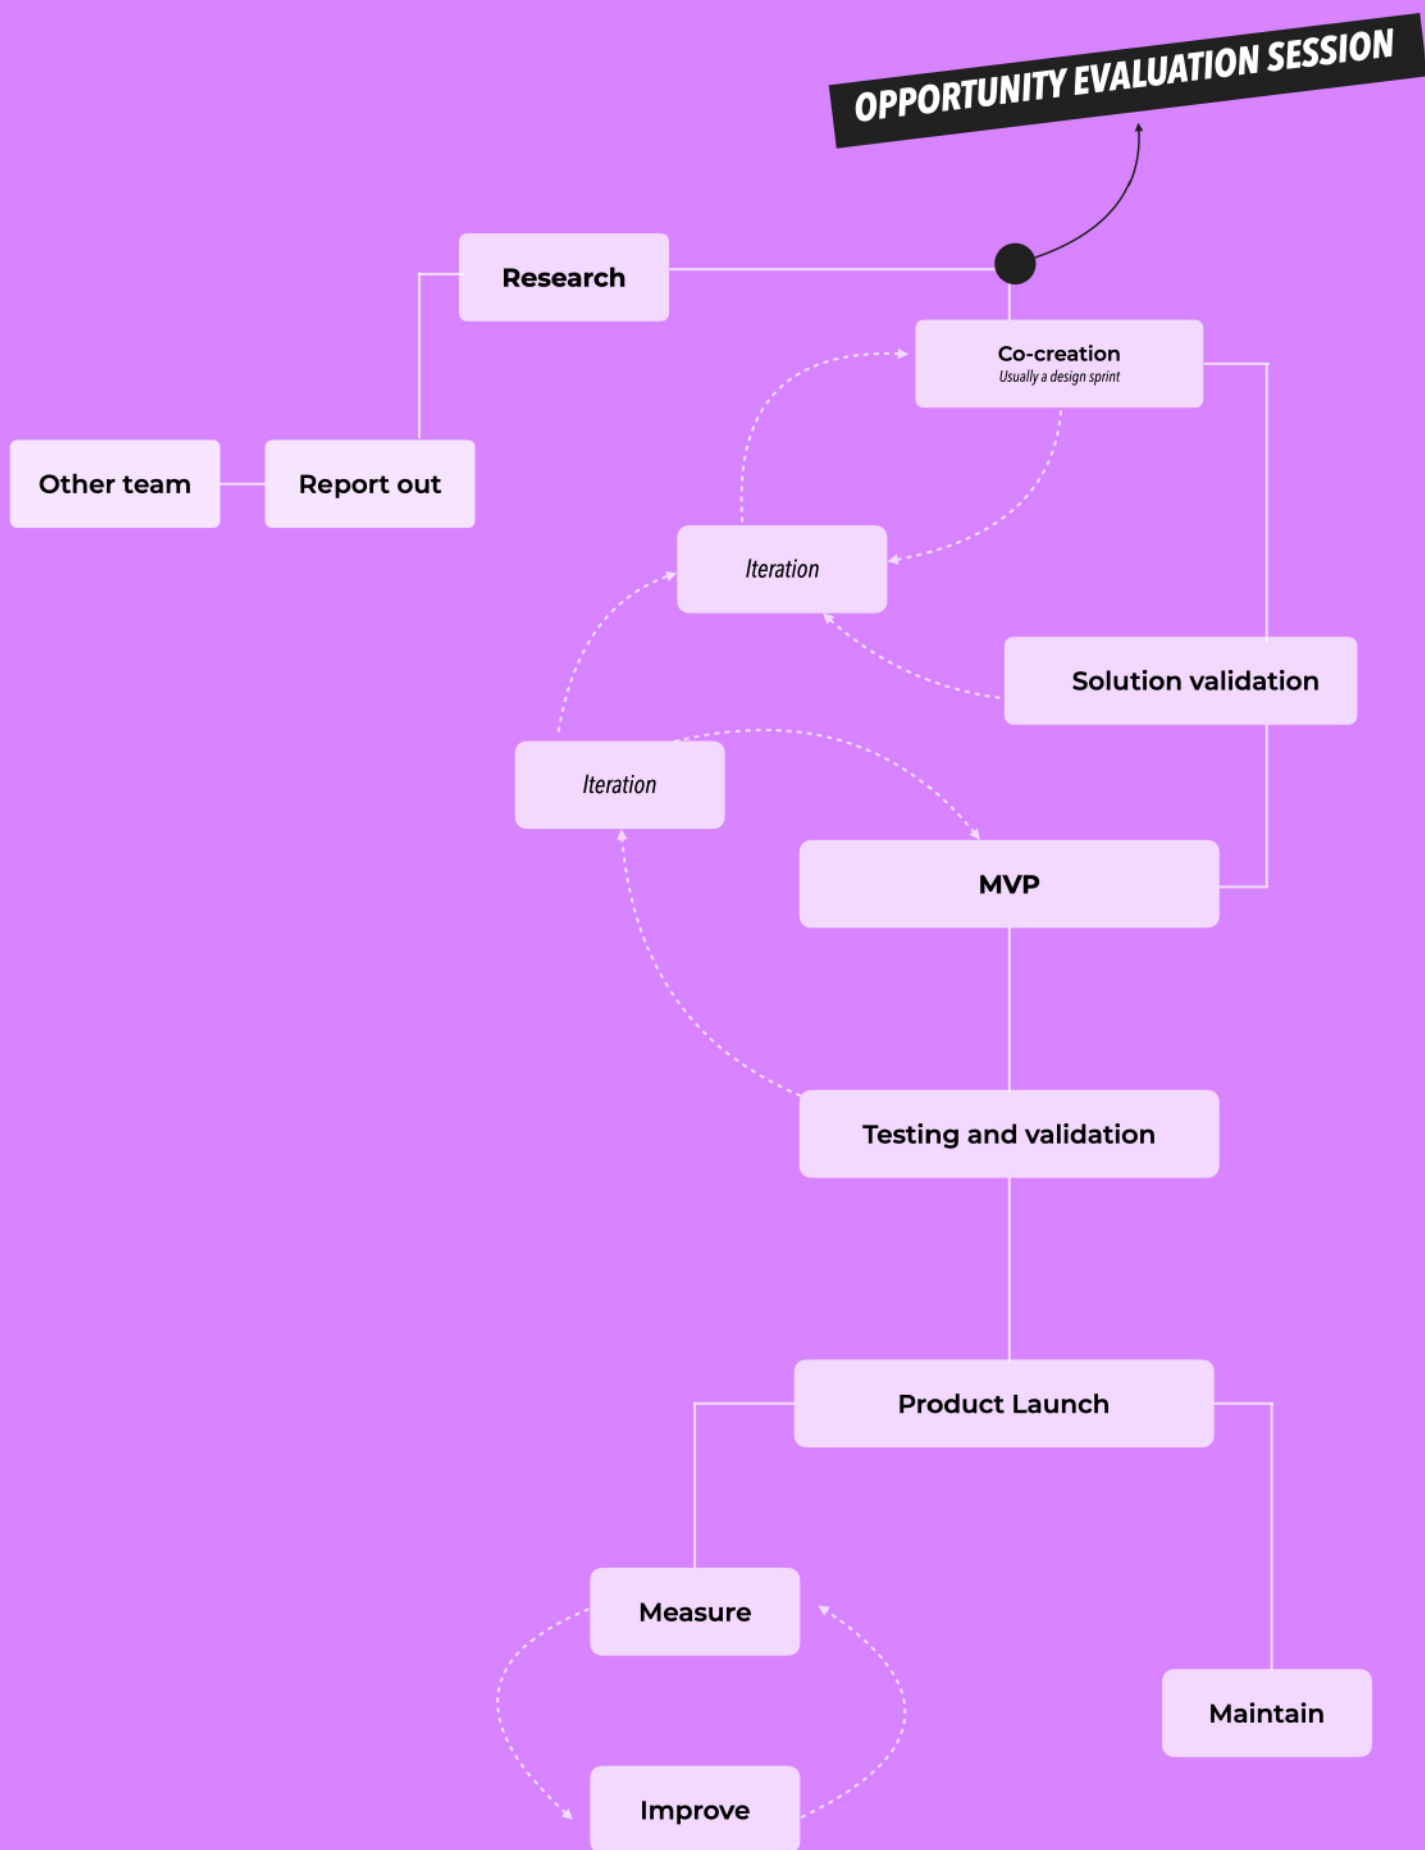 OPPORTUNITY EVALUATION SESSION
Research
Co-creation
Usually a design sprint
Other team
Report out
Iteration
Solution validation
Iteration
MVP
Testing and validation
Product Launch
Measure
Maintain
Improve